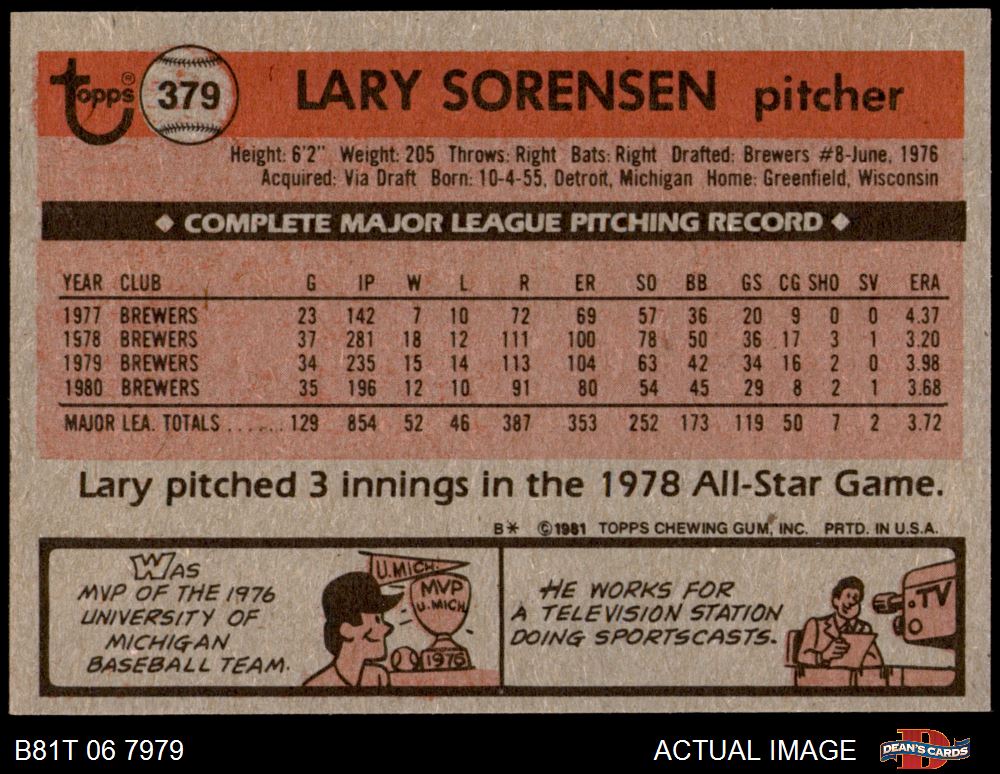 Topps® 379 LARY SORENSEN pitcher
Height: 6'2" Weight: 205 Throws: Right Bats: Right Drafted: Brewers #8-June, 1976
Acquired: Via Draft Born: 10-4-55, Detroit, Michigan Home: Greenfield, Wisconsin
◆ COMPLETE MAJOR LEAGUE PITCHING RECORD ◆
YEAR CLUB G IP W L R ER SO BB GS CG SHO SV ERA
1977 BREWERS 23 142 7 10 72 69 57 36 20 9 0 0 4.37
1978 BREWERS 37 281 18 12 111 100 78 50 36 17 3 1 3.20
1979 BREWERS 34 235 15 14 113 104 63 42 34 16 2 0 3.98
1980 BREWERS 35 196 12 10 91 80 54 45 29 8 2 1 3.68
MAJOR LEA. TOTALS ...... 129 854 52 46 387 353 252 173 119 50 7 2 3.72
Lary pitched 3 innings in the 1978 All-Star Game.
B* ©1981 TOPPS CHEWING GUM, INC. PRTD. IN U.S.A.
WAS
MVP OF THE 1976
UNIVERSITY OF
MICHIGAN
BASEBALL TEAM.
U. MICH.
MVP
U. MICH.
1976
HE WORKS FOR
A TELEVISION STATION
DOING SPORTSCASTS.
TV
B81T 06 7979 ACTUAL IMAGE DEAN'S CARDS